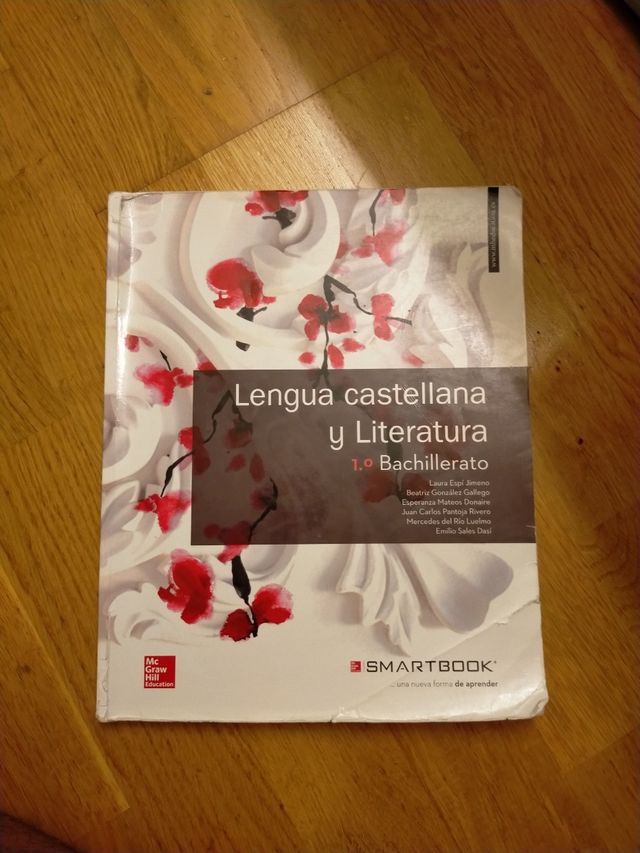 Lengua castellana
y Literatura
1.º Bachillerato
Laura Espí Jimeno
Beatriz González Gallego
Esperanza Mateos Donaire
Juan Carlos Pantoja Rivero
Mercedes del Río Luelmo
Emilio Sales Dasí
Mc
Graw
Hill
Education
SMARTBOOK®
una nueva forma de aprender